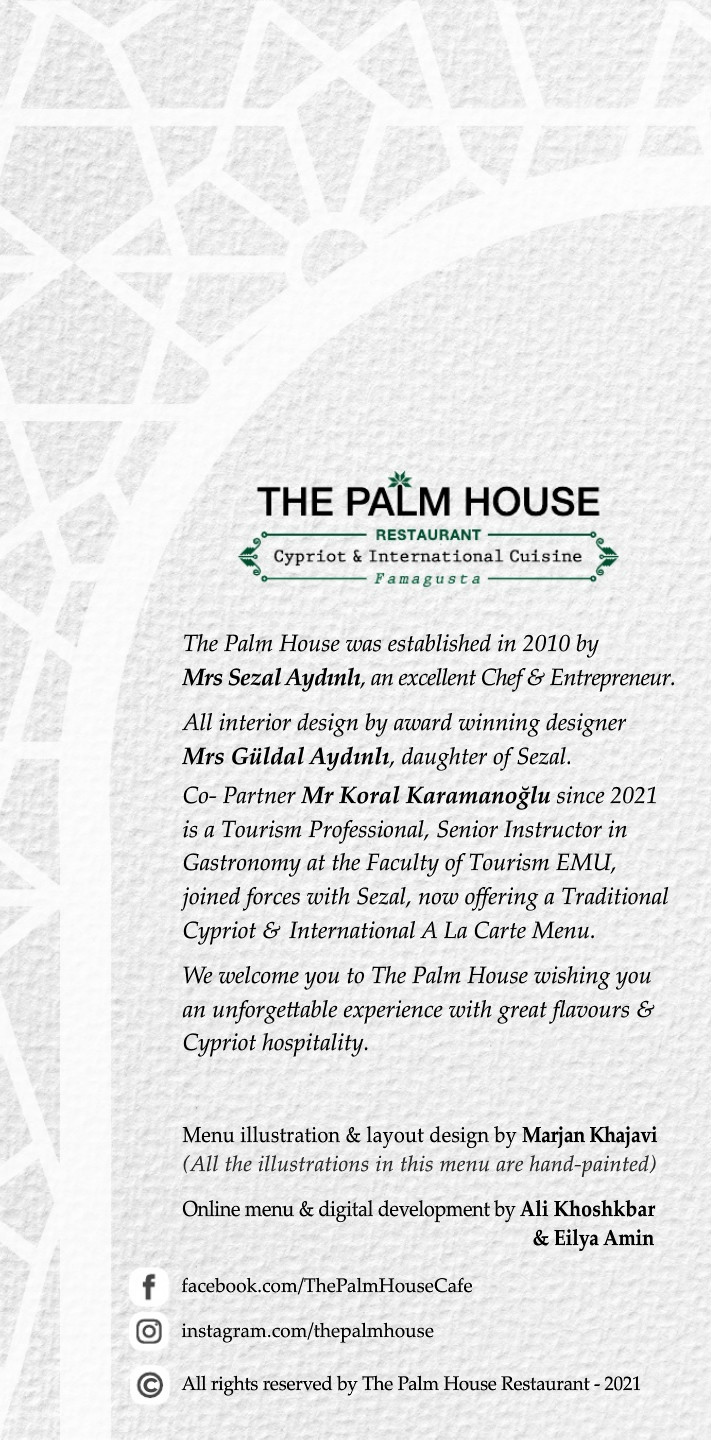 THE PALM HOUSE
RESTAURANT
Cypriot & International Cuisine
Famagusta
The Palm House was established in 2010 by
Mrs Sezal Aydınlı, an excellent Chef & Entrepreneur.
All interior design by award winning designer
Mrs Güldal Aydınlı, daughter of Sezal.
Co- Partner Mr Koral Karamanoğlu since 2021
is a Tourism Professional, Senior Instructor in
Gastronomy at the Faculty of Tourism EMU,
joined forces with Sezal, now offering a Traditional
Cypriot & International A La Carte Menu.
We welcome you to The Palm House wishing you
an unforgettable experience with great flavours &
Cypriot hospitality.
Menu illustration & layout design by Marjan Khajavi
(All the illustrations in this menu are hand-painted)
Online menu & digital development by Ali Khoshkbar
& Eilya Amin
facebook.com/ThePalmHouseCafe
instagram.com/thepalmhouse
© All rights reserved by The Palm House Restaurant - 2021